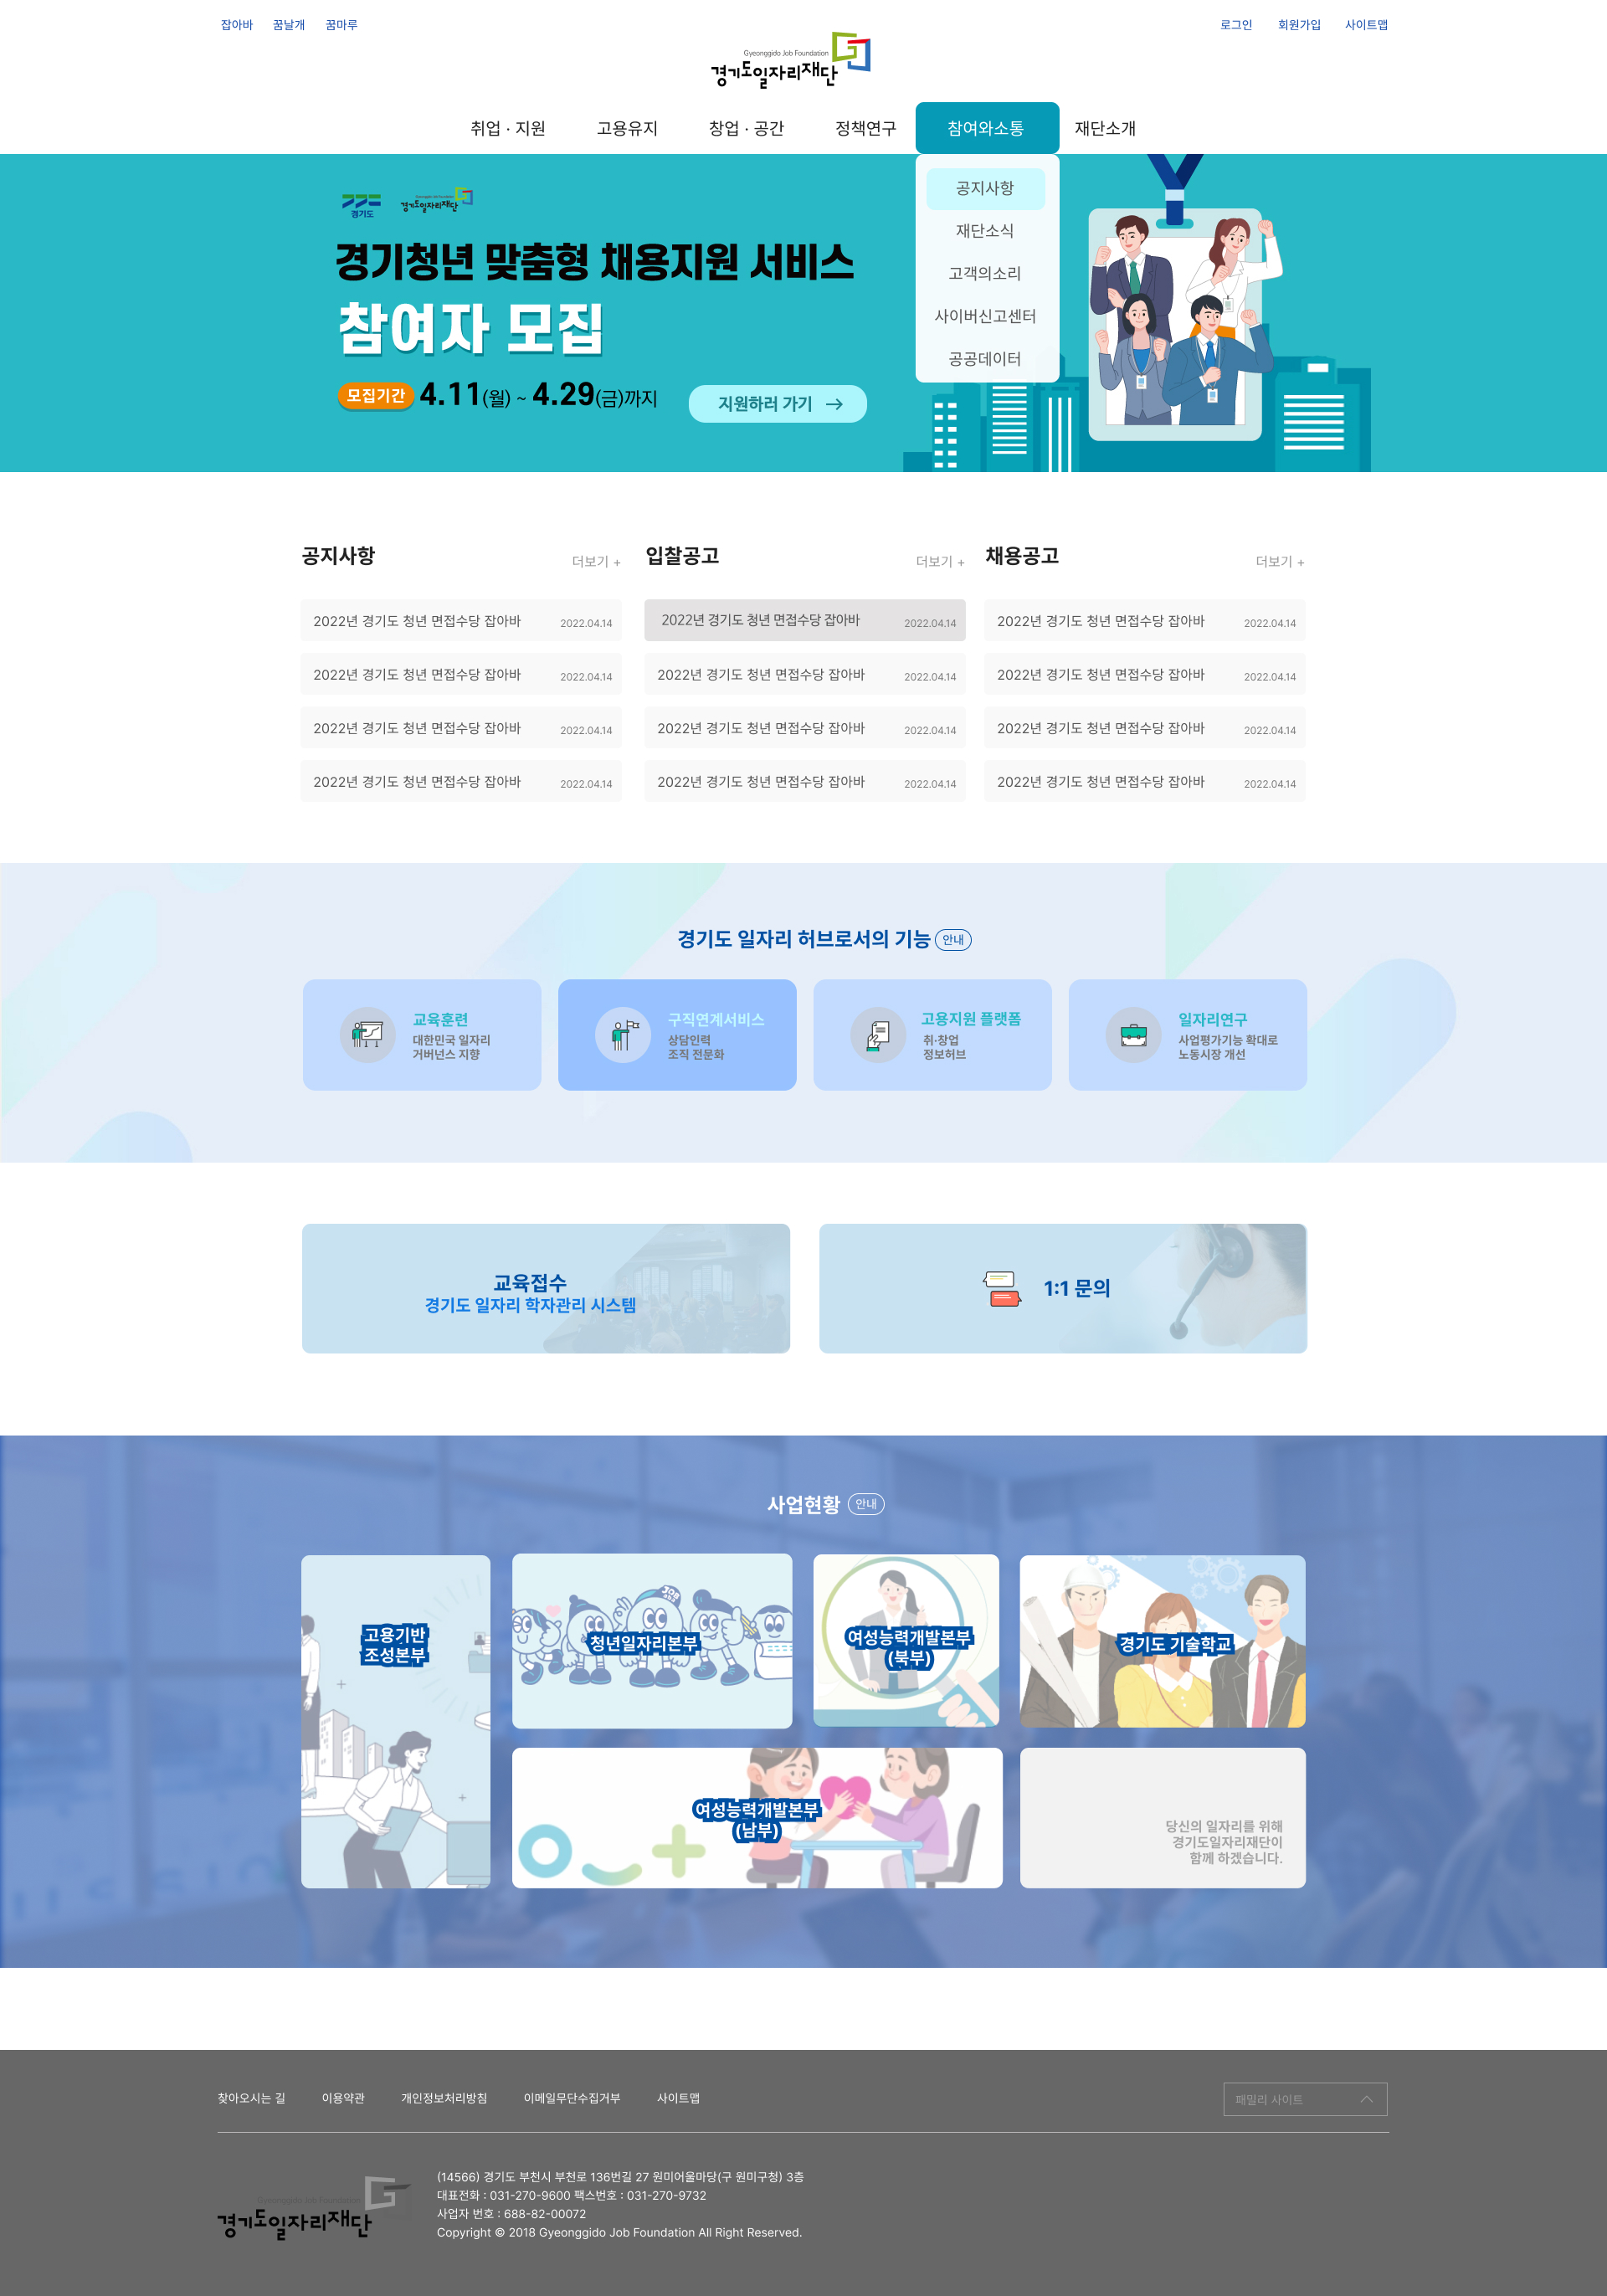 잡아바 꿈날개 꿈마루
로그인 회원가입 사이트맵
Gyeonggido Job Foundation
경기도일자리재단
취업 · 지원 고용유지 창업 · 공간 정책연구 참여와소통 재단소개
공지사항
재단소식
고객의소리
사이버신고센터
공공데이터
경기도
Gyeonggido Job Foundation
경기도일자리재단
경기청년 맞춤형 채용지원 서비스
참여자 모집
모집기간 4.11(월) ~ 4.29(금)까지
지원하러 가기 →
공지사항 더보기 +
2022년 경기도 청년 면접수당 잡아바 2022.04.14
2022년 경기도 청년 면접수당 잡아바 2022.04.14
2022년 경기도 청년 면접수당 잡아바 2022.04.14
2022년 경기도 청년 면접수당 잡아바 2022.04.14
입찰공고 더보기 +
2022년 경기도 청년 면접수당 잡아바 2022.04.14
2022년 경기도 청년 면접수당 잡아바 2022.04.14
2022년 경기도 청년 면접수당 잡아바 2022.04.14
2022년 경기도 청년 면접수당 잡아바 2022.04.14
채용공고 더보기 +
2022년 경기도 청년 면접수당 잡아바 2022.04.14
2022년 경기도 청년 면접수당 잡아바 2022.04.14
2022년 경기도 청년 면접수당 잡아바 2022.04.14
2022년 경기도 청년 면접수당 잡아바 2022.04.14
경기도 일자리 허브로서의 기능 안내
교육훈련
대한민국 일자리
거버넌스 지향
구직연계서비스
상담인력
조직 전문화
고용지원 플랫폼
취·창업
정보허브
일자리연구
사업평가기능 확대로
노동시장 개선
교육접수
경기도 일자리 학자관리 시스템
1:1 문의
사업현황 안내
고용기반
조성본부
JOB
청년일자리본부
여성능력개발본부
(북부)
경기도 기술학교
여성능력개발본부
(남부)
당신의 일자리를 위해
경기도일자리재단이
함께 하겠습니다.
찾아오시는 길 이용약관 개인정보처리방침 이메일무단수집거부 사이트맵
패밀리 사이트
Gyeonggido Job Foundation
경기도일자리재단
(14566) 경기도 부천시 부천로 136번길 27 원미어울마당(구 원미구청) 3층
대표전화 : 031-270-9600 팩스번호 : 031-270-9732
사업자 번호 : 688-82-00072
Copyright © 2018 Gyeonggido Job Foundation All Right Reserved.